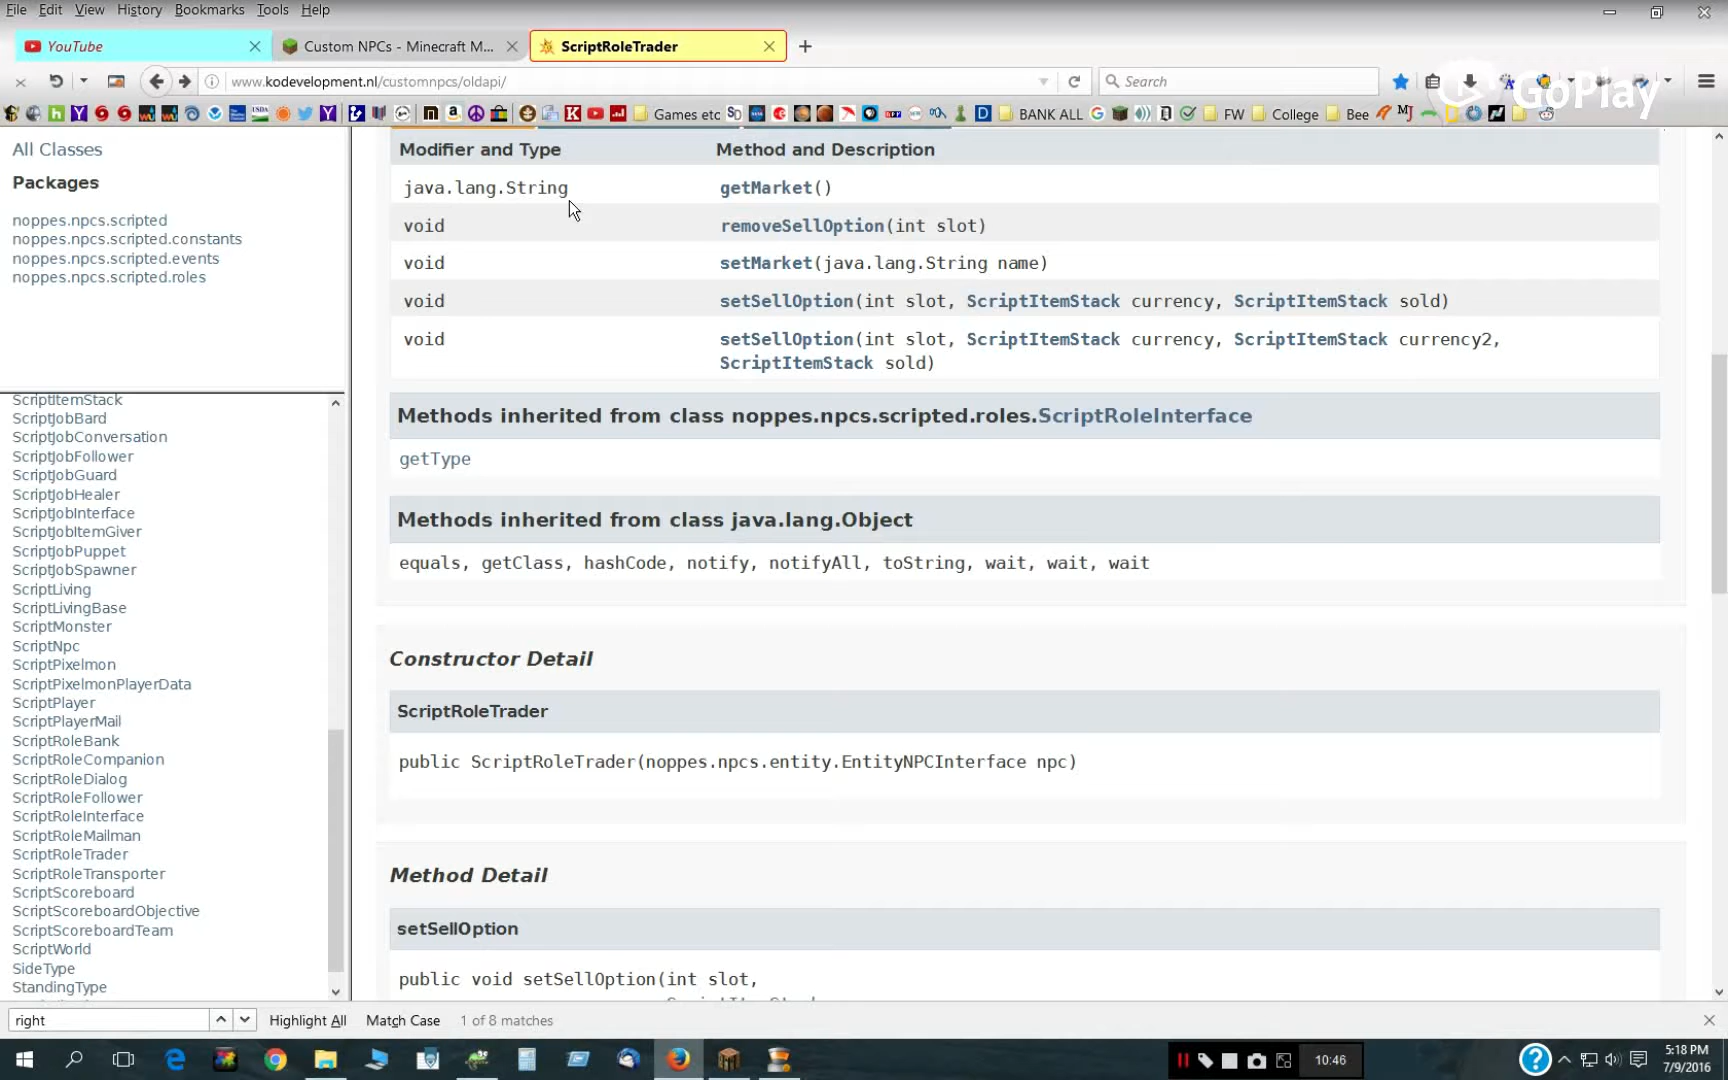 File Edit View History Bookmarks Tools Help
YouTube
Custom NPCs - Minecraft M...
ScriptRoleTrader
www.kodevelopment.nl/customnpcs/oldapi/
Search
GoPlay
Games etc
BANK ALL
FW
College
Bee
All Classes
Packages
noppes.npcs.scripted
noppes.npcs.scripted.constants
noppes.npcs.scripted.events
noppes.npcs.scripted.roles
ScriptItemStack
ScriptJobBard
ScriptJobConversation
ScriptJobFollower
ScriptJobGuard
ScriptJobHealer
ScriptJobInterface
ScriptJobItemGiver
ScriptJobPuppet
ScriptJobSpawner
ScriptLiving
ScriptLivingBase
ScriptMonster
ScriptNpc
ScriptPixelmon
ScriptPixelmonPlayerData
ScriptPlayer
ScriptPlayerMail
ScriptRoleBank
ScriptRoleCompanion
ScriptRoleDialog
ScriptRoleFollower
ScriptRoleInterface
ScriptRoleMailman
ScriptRoleTrader
ScriptRoleTransporter
ScriptScoreboard
ScriptScoreboardObjective
ScriptScoreboardTeam
ScriptWorld
SideType
StandingType
Modifier and Type Method and Description
java.lang.String getMarket()
void removeSellOption(int slot)
void setMarket(java.lang.String name)
void setSellOption(int slot, ScriptItemStack currency, ScriptItemStack sold)
void setSellOption(int slot, ScriptItemStack currency, ScriptItemStack currency2,
ScriptItemStack sold)
Methods inherited from class noppes.npcs.scripted.roles.ScriptRoleInterface
getType
Methods inherited from class java.lang.Object
equals, getClass, hashCode, notify, notifyAll, toString, wait, wait, wait
Constructor Detail
ScriptRoleTrader
public ScriptRoleTrader(noppes.npcs.entity.EntityNPCInterface npc)
Method Detail
setSellOption
public void setSellOption(int slot,
right
Highlight All Match Case 1 of 8 matches
10:46
5:18 PM
7/9/2016